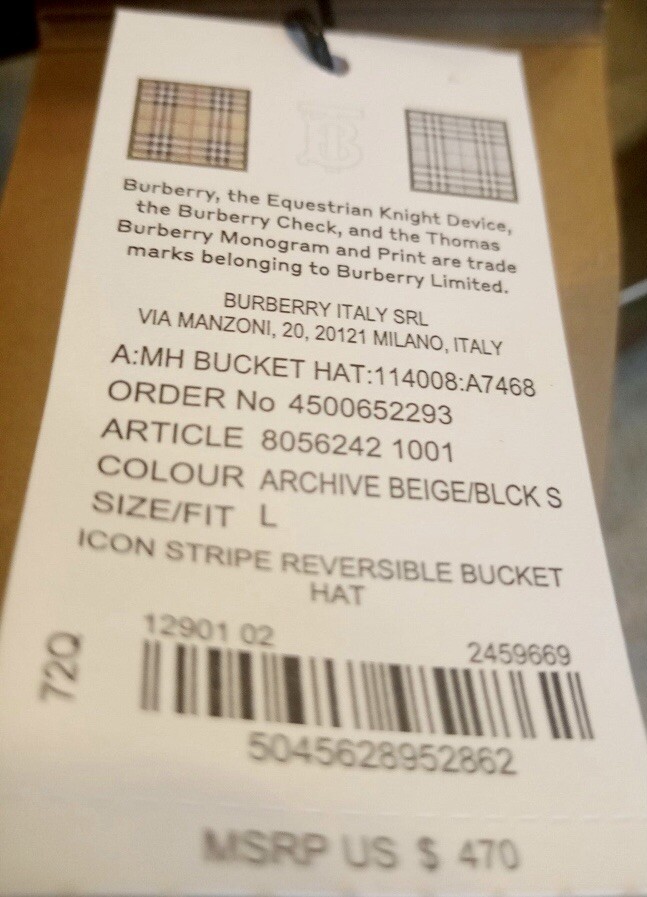 Burberry, the Equestrian Knight Device,
the Burberry Check, and the Thomas
Burberry Monogram and Print are trade
marks belonging to Burberry Limited.
BURBERRY ITALY SRL
VIA MANZONI, 20, 20121 MILANO, ITALY
A:MH BUCKET HAT:114008:A7468
ORDER No 4500652293
ARTICLE 8056242 1001
COLOUR ARCHIVE BEIGE/BLCK S
SIZE/FIT L
ICON STRIPE REVERSIBLE BUCKET
HAT
12901 02 2459669
72Q
5045628952862
MSRP US $ 470